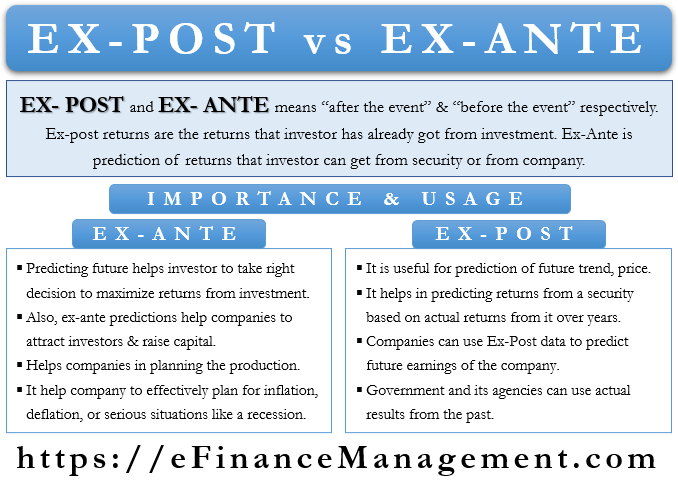 EX-POST vs EX-ANTE
EX- POST and EX- ANTE means “after the event” & “before the event” respectively.
Ex-post returns are the returns that investor has already got from investment. Ex-Ante is
prediction of returns that investor can get from security or from company.
IMPORTANCE & USAGE
EX-ANTE
▪ Predicting future helps investor to take right
decision to maximize returns from investment.
▪ Also, ex-ante predictions help companies to
attract investors & raise capital.
▪ Helps companies in planning the production.
▪ It help company to effectively plan for inflation,
deflation, or serious situations like a recession.
EX-POST
▪ It is useful for prediction of future trend, price.
▪ It helps in predicting returns from a security
based on actual returns from it over years.
▪ Companies can use Ex-Post data to predict
future earnings of the company.
▪ Government and its agencies can use actual
results from the past.
https://eFinanceManagement.com